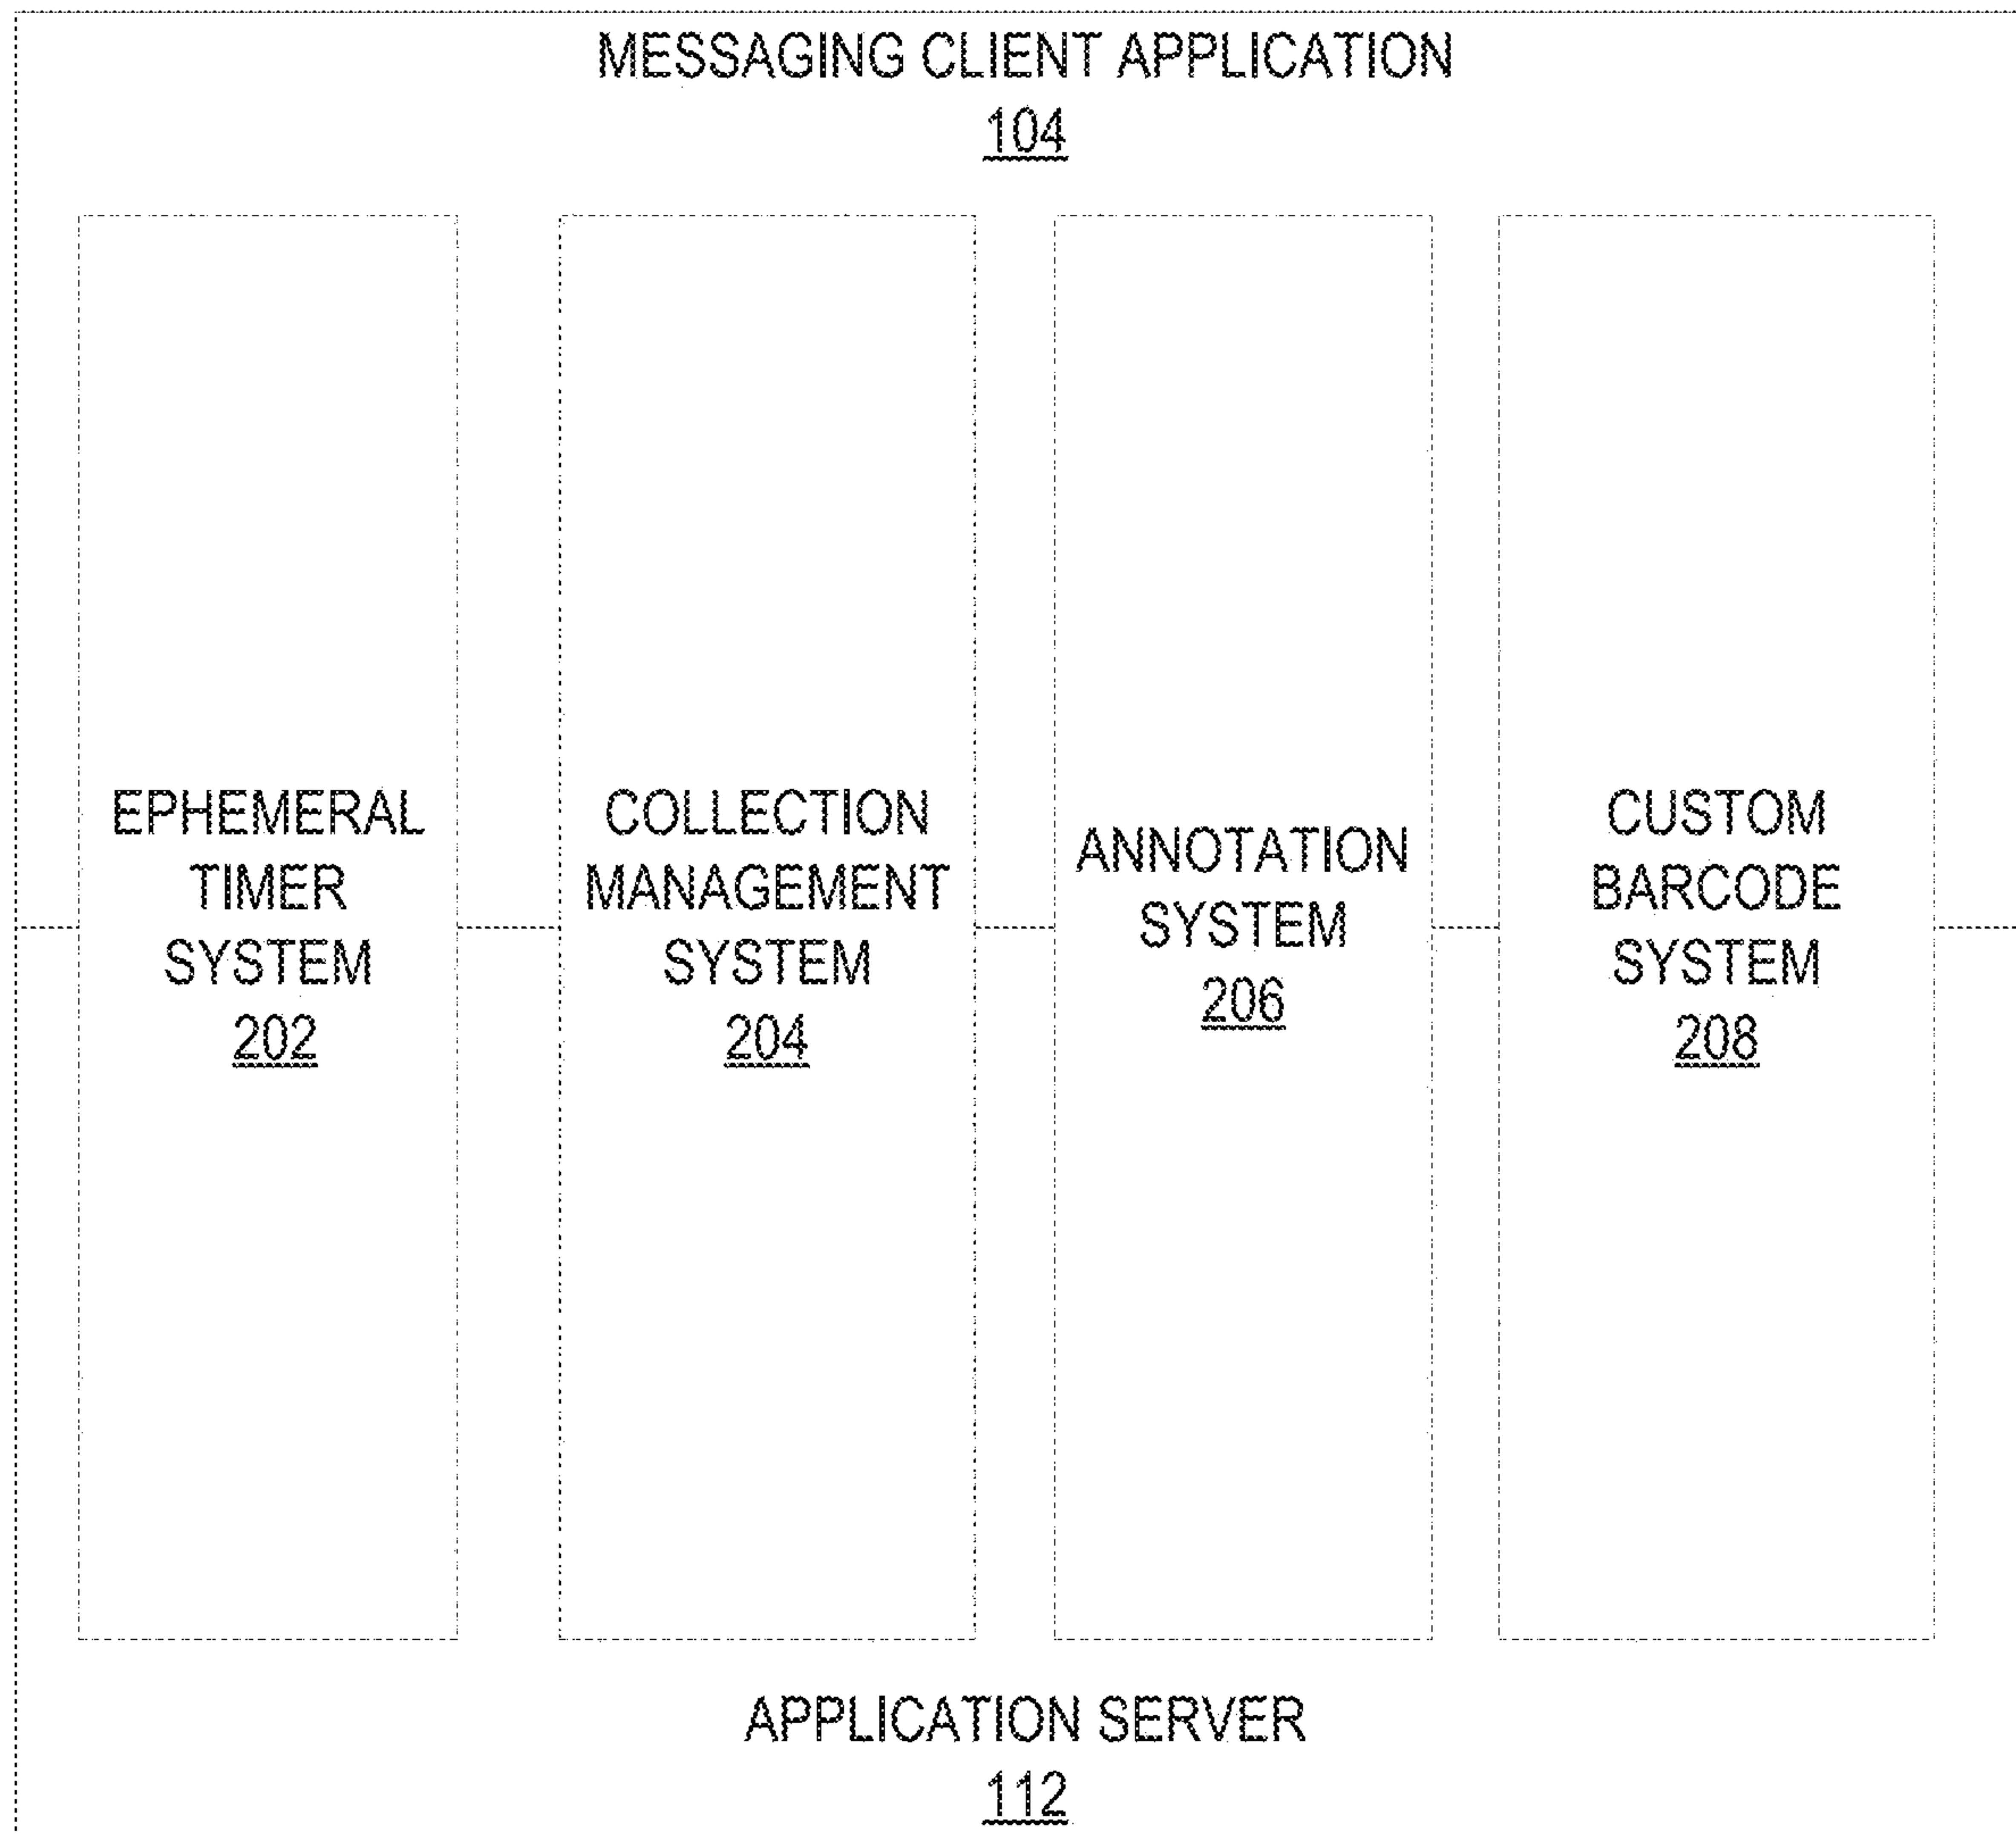 MESSAGING CLIENT APPLICATION
104
EPHEMERAL
TIMER
SYSTEM
202
COLLECTION
MANAGEMENT
SYSTEM
204
ANNOTATION
SYSTEM
206
CUSTOM
BARCODE
SYSTEM
208
APPLICATION SERVER
112